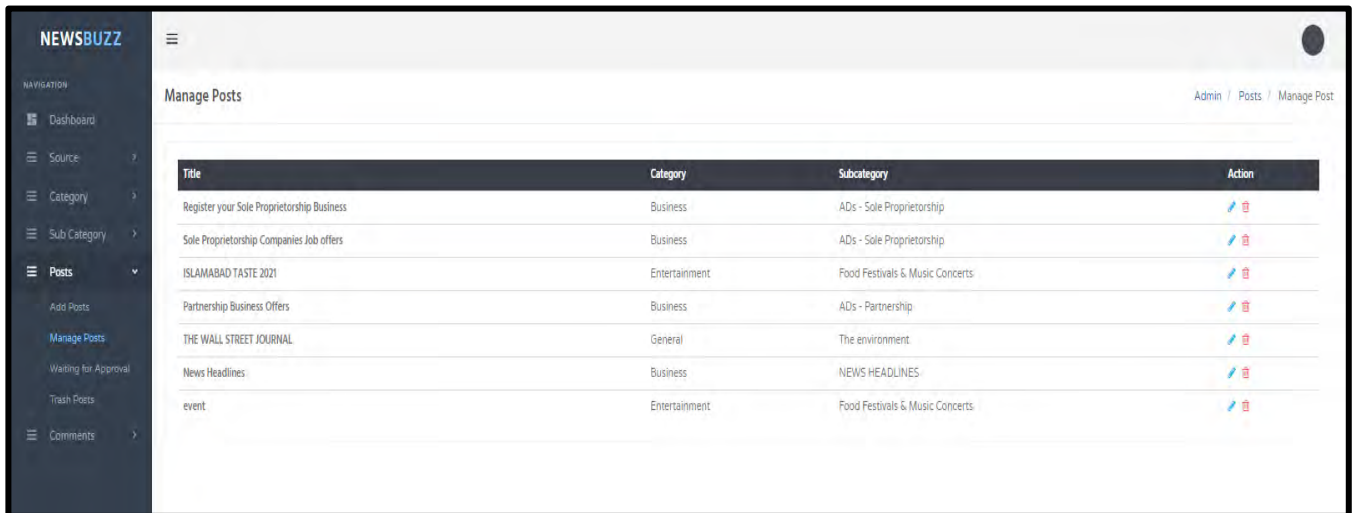 NEWSBUZZ
NAVIGATION
Dashboard
Source
Category
Sub Category
Posts
Add Posts
Manage Posts
Waiting for Approval
Trash Posts
Comments
Manage Posts
Admin / Posts / Manage Post
Title Category Subcategory Action
Register your Sole Proprietorship Business Business ADs - Sole Proprietorship
Sole Proprietorship Companies Job offers Business ADs - Sole Proprietorship
ISLAMABAD TASTE 2021 Entertainment Food Festivals & Music Concerts
Partnership Business Offers Business ADs - Partnership
THE WALL STREET JOURNAL General The environment
News Headlines Business NEWS HEADLINES
event Entertainment Food Festivals & Music Concerts